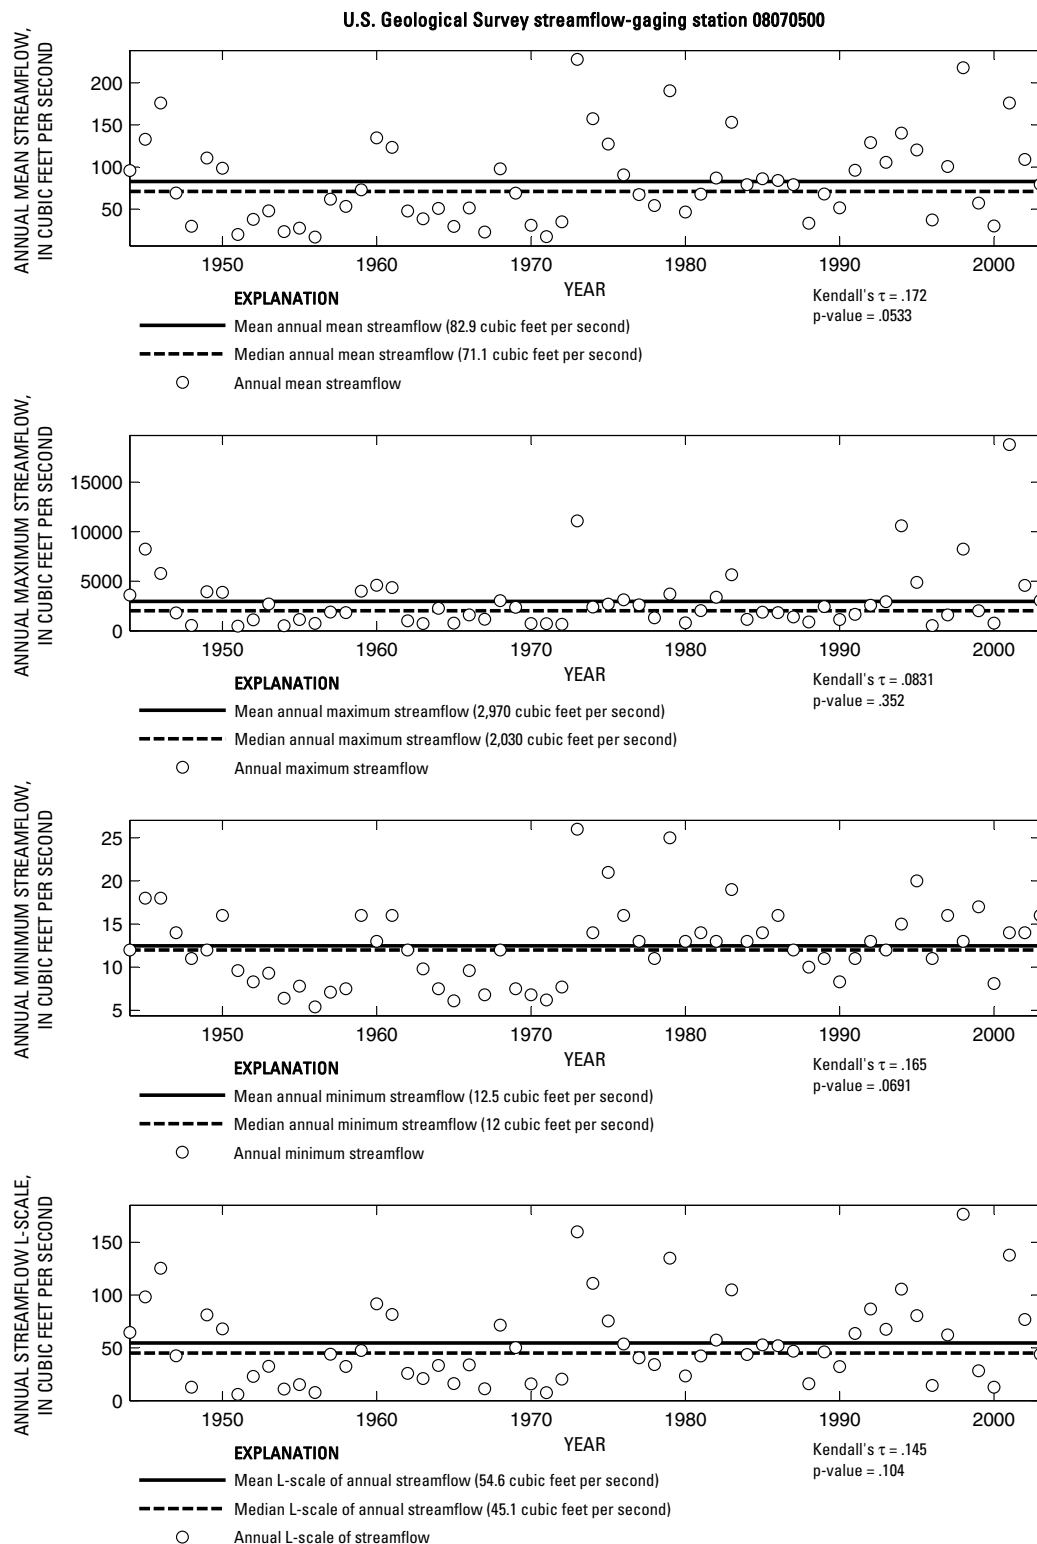 U.S. Geological Survey streamflow-gaging station 08070500
ANNUAL MEAN STREAMFLOW,
IN CUBIC FEET PER SECOND
200
150
100
50
1950 1960 1970 1980 1990 2000
YEAR
EXPLANATION
Mean annual mean streamflow (82.9 cubic feet per second)
Median annual mean streamflow (71.1 cubic feet per second)
Annual mean streamflow
Kendall's τ = .172
p-value = .0533
ANNUAL MAXIMUM STREAMFLOW,
IN CUBIC FEET PER SECOND
15000
10000
5000
0
1950 1960 1970 1980 1990 2000
YEAR
EXPLANATION
Mean annual maximum streamflow (2,970 cubic feet per second)
Median annual maximum streamflow (2,030 cubic feet per second)
Annual maximum streamflow
Kendall's τ = .0831
p-value = .352
ANNUAL MINIMUM STREAMFLOW,
IN CUBIC FEET PER SECOND
25
20
15
10
5
1950 1960 1970 1980 1990 2000
YEAR
EXPLANATION
Mean annual minimum streamflow (12.5 cubic feet per second)
Median annual minimum streamflow (12 cubic feet per second)
Annual minimum streamflow
Kendall's τ = .165
p-value = .0691
ANNUAL STREAMFLOW L-SCALE,
IN CUBIC FEET PER SECOND
150
100
50
0
1950 1960 1970 1980 1990 2000
YEAR
EXPLANATION
Mean L-scale of annual streamflow (54.6 cubic feet per second)
Median L-scale of annual streamflow (45.1 cubic feet per second)
Annual L-scale of streamflow
Kendall's τ = .145
p-value = .104